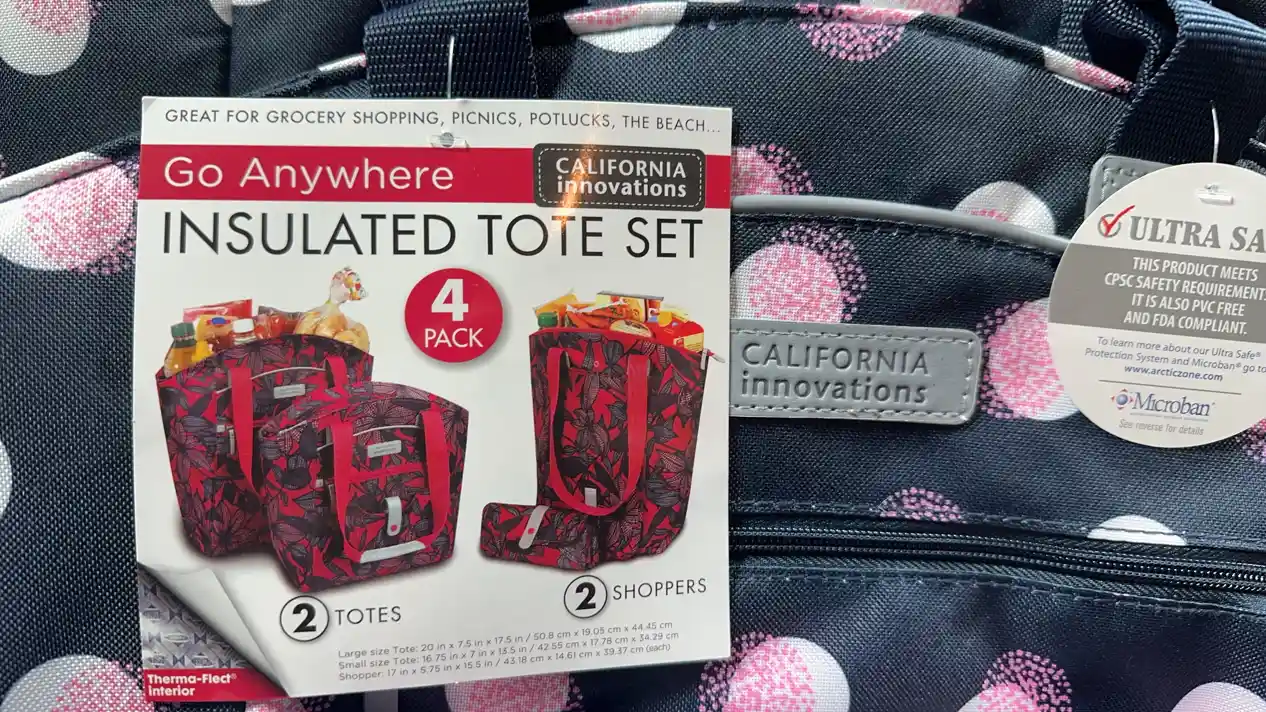 GREAT FOR GROCERY SHOPPING, PICNICS, POTLUCKS, THE BEACH...
Go Anywhere
CALIFORNIA
innovations
INSULATED TOTE SET
4
PACK
2 TOTES
2 SHOPPERS
Large size Tote: 20 in x 7.5 in x 17.5 in / 50.8 cm x 19.05 cm x 44.45 cm
Small size Tote: 16.75 in x 7 in x 13.5 in / 42.55 cm x 17.78 cm x 34.29 cm
Shopper: 17 in x 5.75 in x 15.5 in / 43.18 cm x 14.61 cm x 39.37 cm (each)
Therma-Flect®
Interior
CALIFORNIA
innovations
ULTRA SA
THIS PRODUCT MEETS
CPSC SAFETY REQUIREMENT
IT IS ALSO PVC FREE
AND FDA COMPLIANT.
To learn more about our Ultra Safe®
Protection System and Microban® go to
www.arcticzone.com
Microban®
See reverse for details